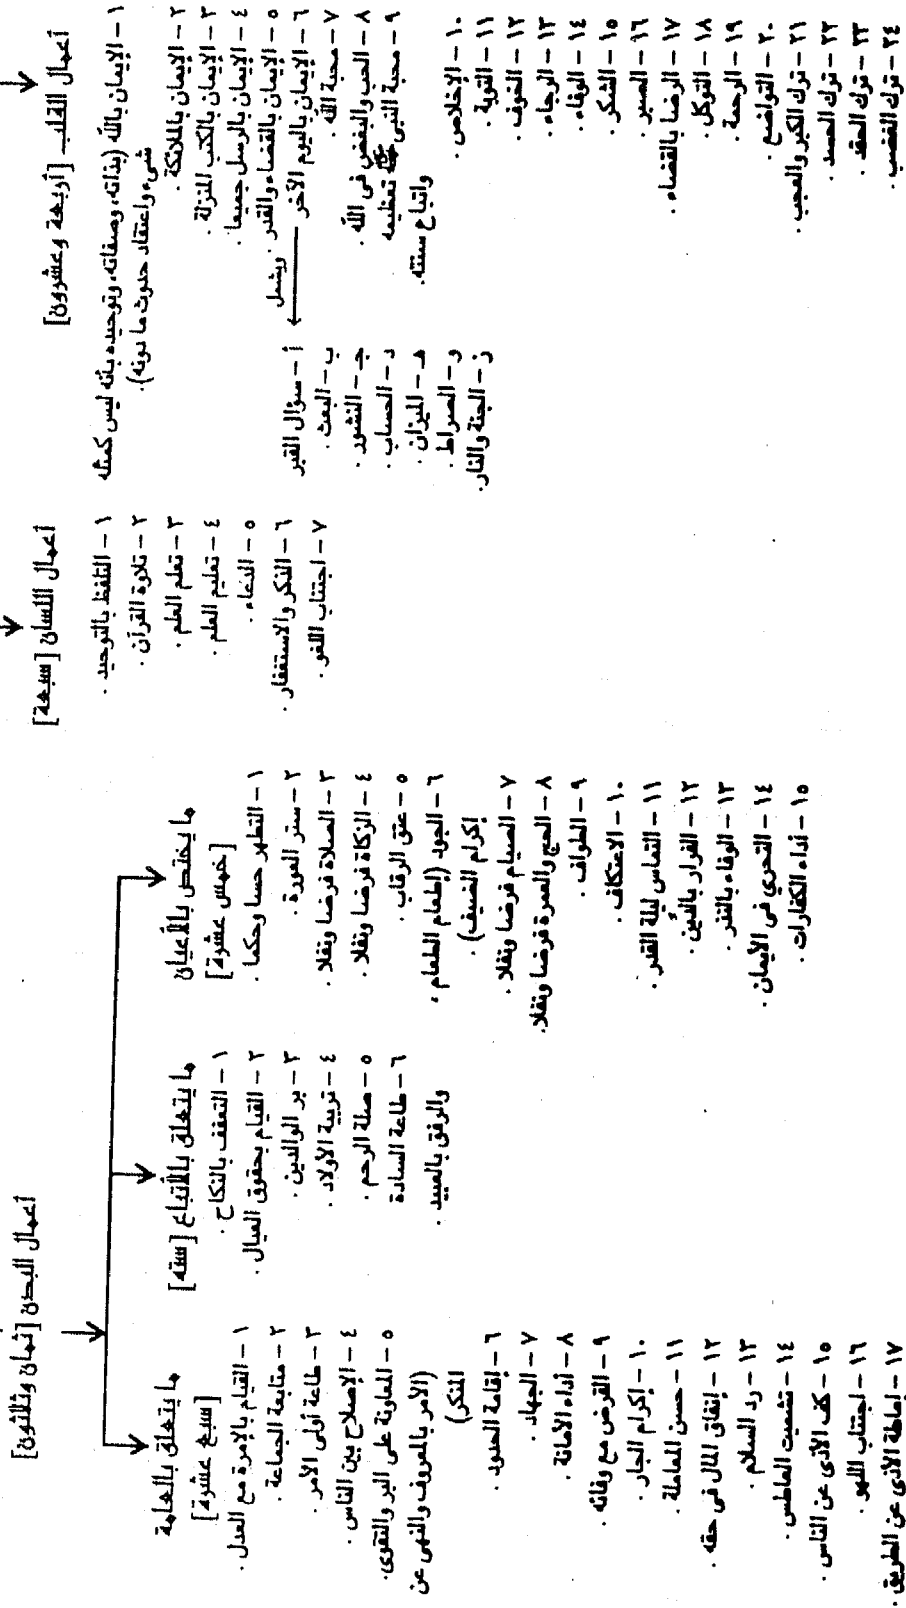 أعمال القلب [أربعة وعشرون]
١ - الإيمان بالله (بذاته، وصفاته، وتوحيده بأنه ليس كمثله
شيء واعتقاد حدوث ما دونه).
٢ - الإيمان بالملائكة .
٣ - الإيمان بالكتب المنزلة .
٤ - الإيمان بالرسل جميعا .
٥ - الإيمان بالقضاء والقدر .
٦ - الإيمان باليوم الآخر
ويشمل
أ - سؤال القبر
ب - البعث .
جـ - النشور .
د - الحساب .
هـ - الميزان .
و - الصراط .
ز - الجنة والنار.
٧ - محبة الله .
٨ - الحب والبغض في الله .
٩ - محبة النبي ﷺ تعظيمه
واتباع سنته.
١٠ - الإخلاص .
١١ - التوبة .
١٢ - الخوف .
١٣ - الرجاء .
١٤ - الوفاء .
١٥ - الشكر .
١٦ - الصبر .
١٧ - الرضا بالقضاء .
١٨ - التوكل .
١٩ - الرحمة .
٢٠ - التواضع .
٢١ - ترك الكبر والعجب .
٢٢ - ترك الحسد .
٢٣ - ترك الحقد .
٢٤ - ترك الغضب .
أعمال اللسان [سبعة]
١ - التلفظ بالتوحيد .
٢ - تلاوة القرآن .
٣ - تعلم العلم .
٤ - تعليم العلم .
٥ - الدعاء .
٦ - الذكر والاستغفار .
٧ - اجتناب اللغو .
أعمال البدن [ثمان وثلاثون]
ما يختص بالأعيان
[خمس عشرة]
١ - التطهر حسا وحكما .
٢ - ستر العورة .
٣ - الصلاة فرضا ونفلا .
٤ - الزكاة فرضا ونفلا .
٥ - عتق الرقاب .
٦ - الجود (إطعام الطعام ،
إكرام الضيف) .
٧ - الصيام فرضا ونفلا .
٨ - الحج والعمرة فرضا ونفلا.
٩ - الطواف .
١٠ - الاعتكاف .
١١ - التماس ليلة القدر .
١٢ - الفرار بالدين .
١٣ - الوفاء بالنذر .
١٤ - التحري في الأيمان .
١٥ - أداء الكفارات .
ما يتعلق بالأتباع [ستة]
١ - التعفف بالنكاح .
٢ - القيام بحقوق العيال .
٣ - بر الوالدين .
٤ - تربية الأولاد .
٥ - صلة الرحم .
٦ - طاعة السادة
والرفق بالعبيد .
ما يتعلق بالعامة
[سبع عشرة]
١ - القيام بالإمرة مع العدل .
٢ - متابعة الجماعة .
٣ - طاعة أولى الأمر .
٤ - الإصلاح بين الناس .
٥ - المعاونة على البر والتقوى.
(الأمر بالمعروف والنهى عن
المنكر)
٦ - إقامة الحدود .
٧ - الجهاد .
٨ - أداء الأمانة .
٩ - القرض مع وفائه .
١٠ - إكرام الجار .
١١ - حسن المعاملة .
١٢ - إنفاق المال في حقه .
١٣ - رد السلام .
١٤ - تشميت العاطس .
١٥ - كف الأذى عن الناس .
١٦ - اجتناب اللهو .
١٧ - إماطة الأذى عن الطريق .